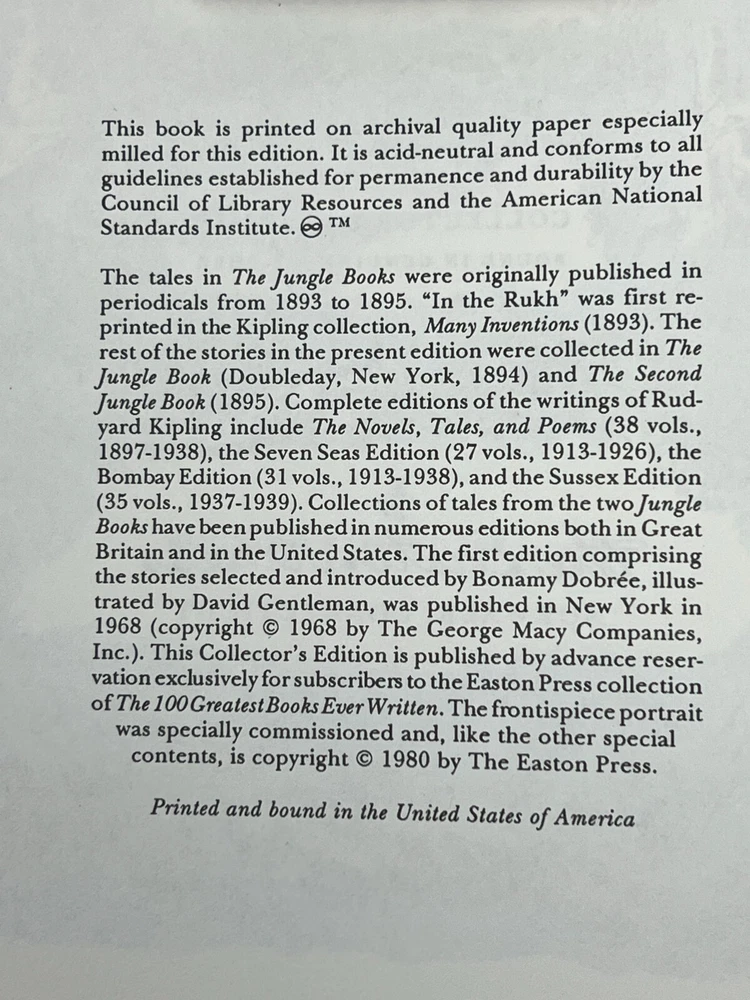 This book is printed on archival quality paper especially
milled for this edition. It is acid-neutral and conforms to all
guidelines established for permanence and durability by the
Council of Library Resources and the American National
Standards Institute. ♾ ™
The tales in The Jungle Books were originally published in
periodicals from 1893 to 1895. “In the Rukh” was first re-
printed in the Kipling collection, Many Inventions (1893). The
rest of the stories in the present edition were collected in The
Jungle Book (Doubleday, New York, 1894) and The Second
Jungle Book (1895). Complete editions of the writings of Rud-
yard Kipling include The Novels, Tales, and Poems (38 vols.,
1897-1938), the Seven Seas Edition (27 vols., 1913-1926), the
Bombay Edition (31 vols., 1913-1938), and the Sussex Edition
(35 vols., 1937-1939). Collections of tales from the two Jungle
Books have been published in numerous editions both in Great
Britain and in the United States. The first edition comprising
the stories selected and introduced by Bonamy Dobrée, illus-
trated by David Gentleman, was published in New York in
1968 (copyright © 1968 by The George Macy Companies,
Inc.). This Collector’s Edition is published by advance reser-
vation exclusively for subscribers to the Easton Press collection
of The 100 Greatest Books Ever Written. The frontispiece portrait
was specially commissioned and, like the other special
contents, is copyright © 1980 by The Easton Press.
Printed and bound in the United States of America